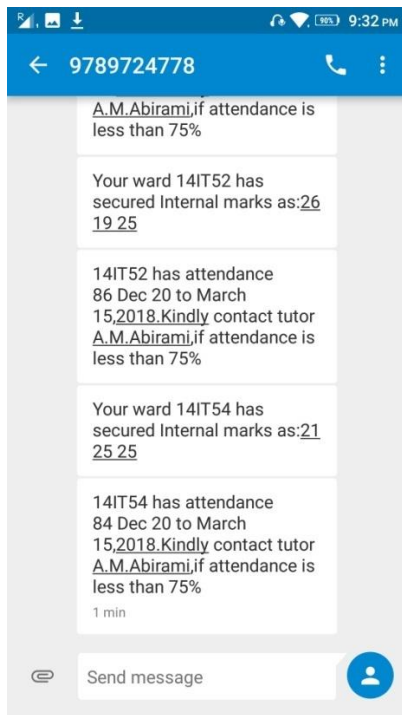 R
90%
9:32 PM
9789724778
A.M.Abirami,if attendance is
less than 75%
Your ward 14IT52 has
secured Internal marks as:26
19 25
14IT52 has attendance
86 Dec 20 to March
15,2018.Kindly contact tutor
A.M.Abirami,if attendance is
less than 75%
Your ward 14IT54 has
secured Internal marks as:21
25 25
14IT54 has attendance
84 Dec 20 to March
15,2018.Kindly contact tutor
A.M.Abirami,if attendance is
less than 75%
1 min
Send message